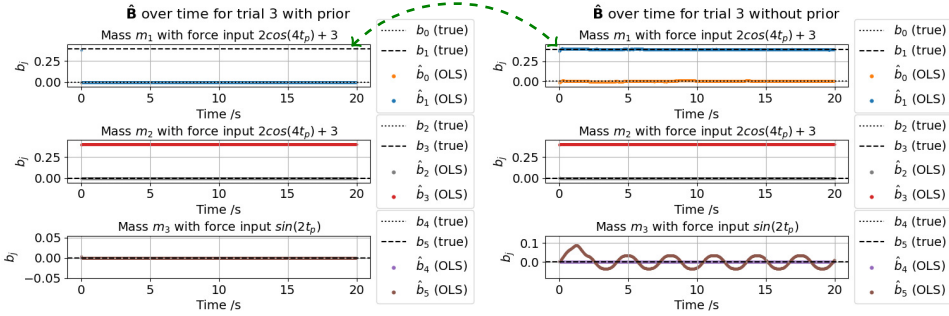 B̂ over time for trial 3 with prior
Mass m₁ with force input 2cos(4tₚ) + 3
bⱼ
0.25
0.00
0 5 10 15 20
Time /s
b₀ (true)
b₁ (true)
b̂₀ (OLS)
b̂₁ (OLS)
Mass m₂ with force input 2cos(4tₚ) + 3
bⱼ
0.25
0.00
0 5 10 15 20
Time /s
b₂ (true)
b₃ (true)
b̂₂ (OLS)
b̂₃ (OLS)
Mass m₃ with force input sin(2tₚ)
bⱼ
0.05
0.00
−0.05
0 5 10 15 20
Time /s
b₄ (true)
b₅ (true)
b̂₄ (OLS)
b̂₅ (OLS)
B̂ over time for trial 3 without prior
Mass m₁ with force input 2cos(4tₚ) + 3
bⱼ
0.25
0.00
0 5 10 15 20
Time /s
b₀ (true)
b₁ (true)
b̂₀ (OLS)
b̂₁ (OLS)
Mass m₂ with force input 2cos(4tₚ) + 3
bⱼ
0.25
0.00
0 5 10 15 20
Time /s
b₂ (true)
b₃ (true)
b̂₂ (OLS)
b̂₃ (OLS)
Mass m₃ with force input sin(2tₚ)
bⱼ
0.1
0.0
0 5 10 15 20
Time /s
b₄ (true)
b₅ (true)
b̂₄ (OLS)
b̂₅ (OLS)